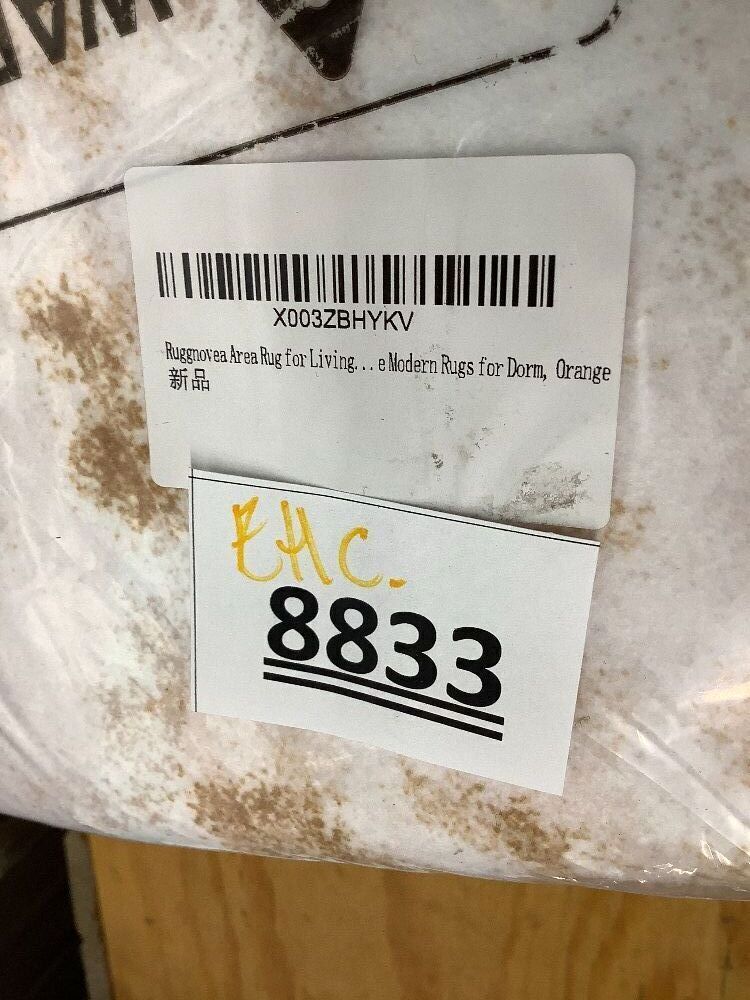 X003ZBHYKV
Ruggnovea Area Rug for Living...e Modern Rugs for Dorm, Orange
新品
EHC.
8833